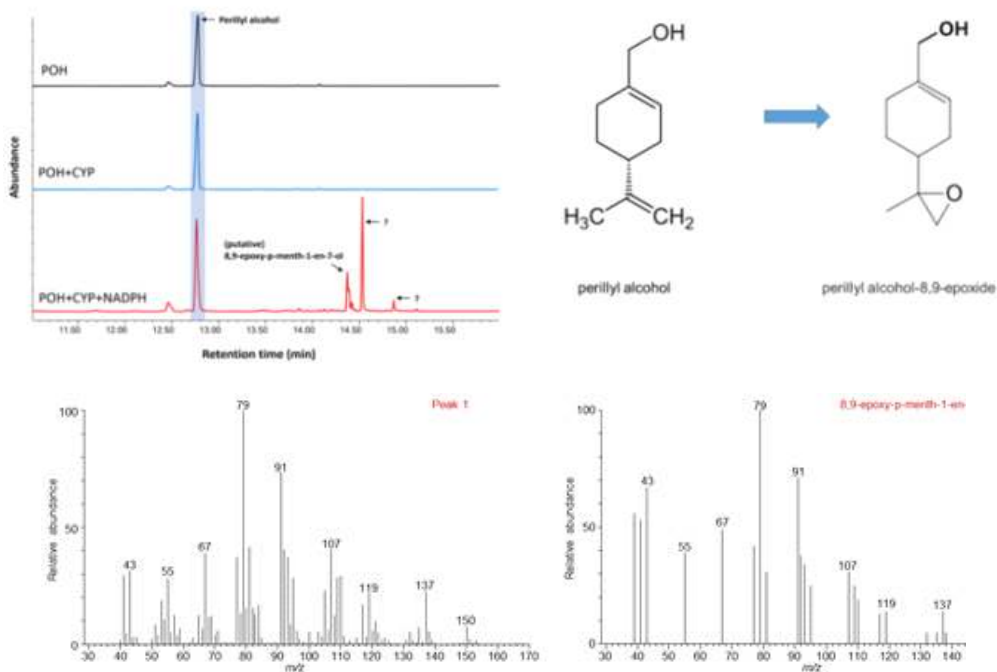 Perillyl alcohol
POH
POH+CYP
(putative)
8,9-epoxy-p-menth-1-en-7-ol
?
?
POH+CYP+NADPH
Abundance
11.00 12.00 12.50 13.00 13.50 14.00 14.50 15.00 15.50
Retention time (min)
OH
H₃C
CH₂
perillyl alcohol
OH
O
perillyl alcohol-8,9-epoxide
Peak 1
Relative abundance
100
50
0
79
91
43
55
67
107
119
137
150
30 40 50 60 70 80 90 100 110 120 130 140 150 160 170
m/z
8,9-epoxy-p-menth-1-en-
Relative abundance
100
50
0
79
91
43
55
67
107
119
137
30 40 50 60 70 80 90 100 110 120 130 140
m/z